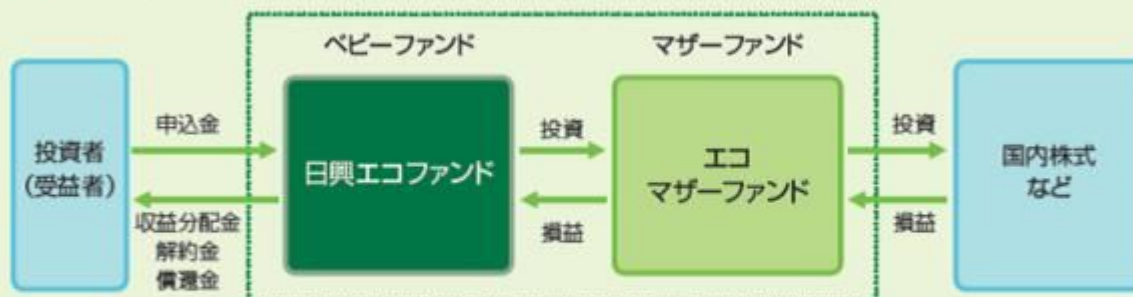 ベビーファンド
マザーファンド
投資者
(受益者)
申込金
収益分配金
解約金
償還金
日興エコファンド
投資
損益
エコ
マザーファンド
投資
損益
国内株式
など